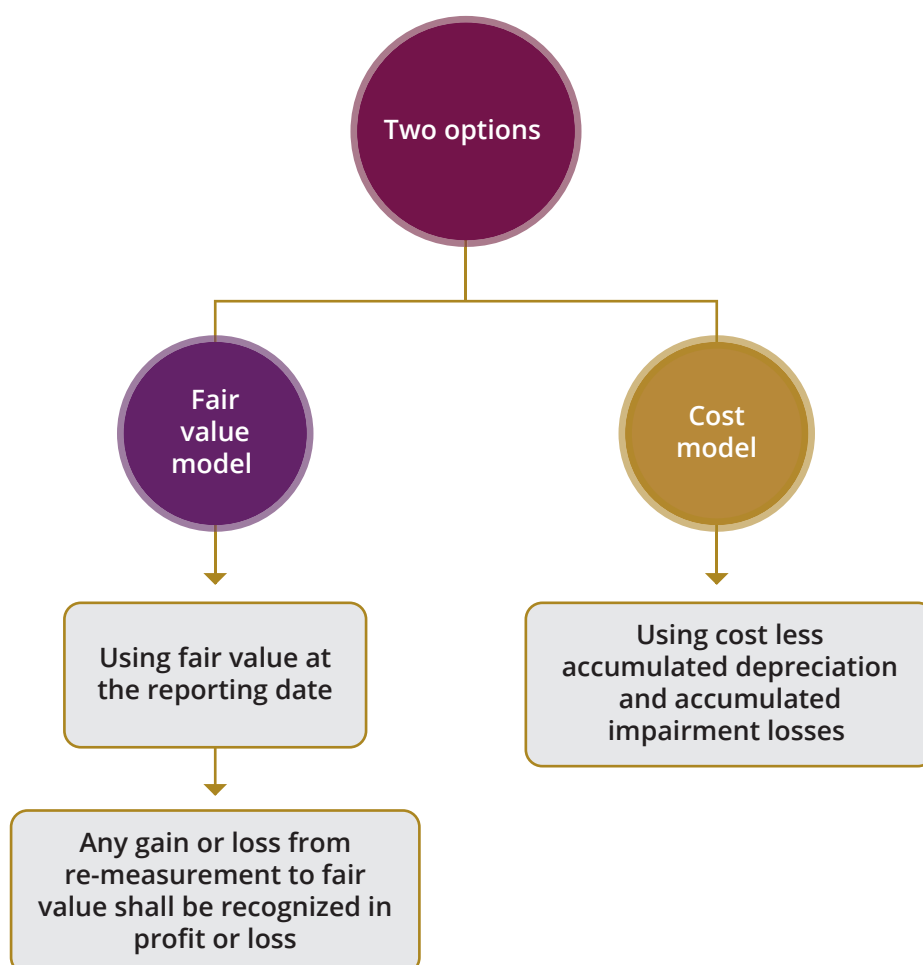 Two options
Fair
value
model
Cost
model
Using fair value at
the reporting date
Using cost less
accumulated depreciation
and accumulated
impairment losses
Any gain or loss from
re-measurement to fair
value shall be recognized in
profit or loss